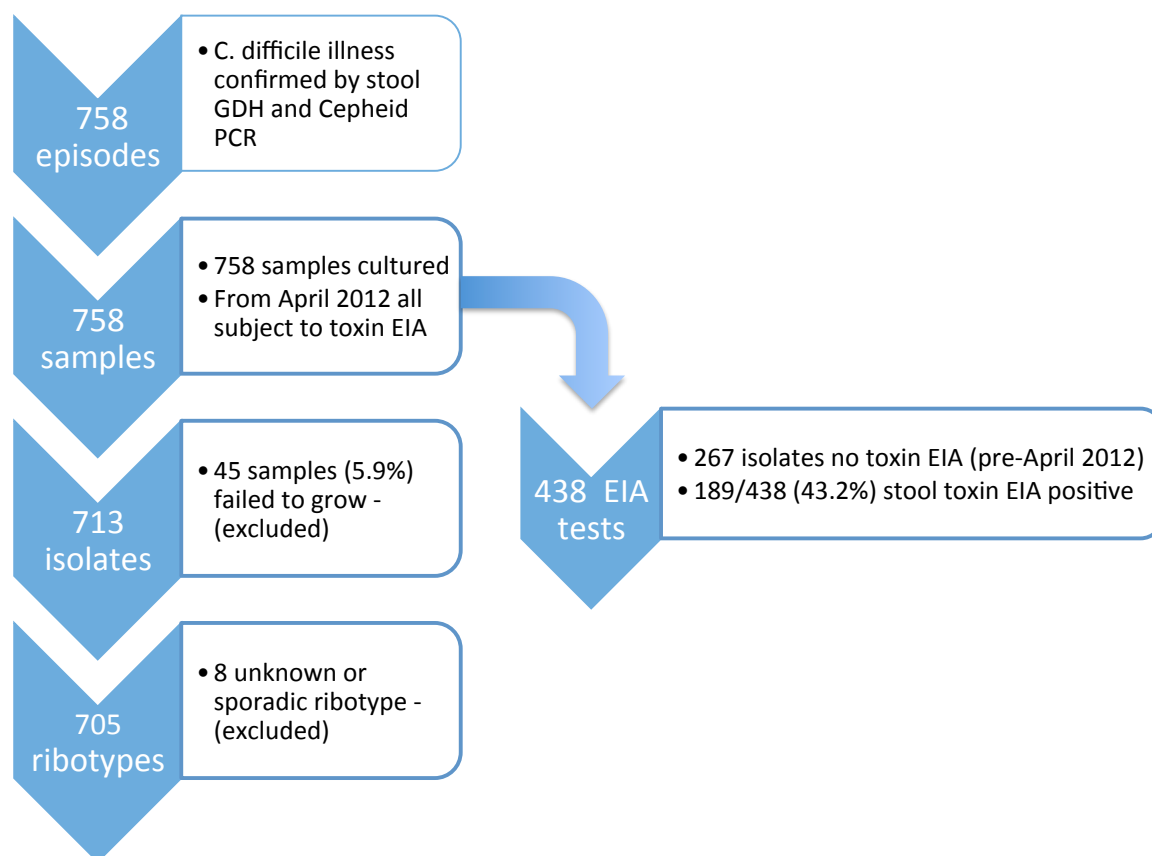 758
episodes
• C. difficile illness
confirmed by stool
GDH and Cepheid
PCR
758
samples
• 758 samples cultured
• From April 2012 all
subject to toxin EIA
713
isolates
• 45 samples (5.9%)
failed to grow -
(excluded)
438 EIA
tests
• 267 isolates no toxin EIA (pre-April 2012)
• 189/438 (43.2%) stool toxin EIA positive
705
ribotypes
• 8 unknown or
sporadic ribotype -
(excluded)